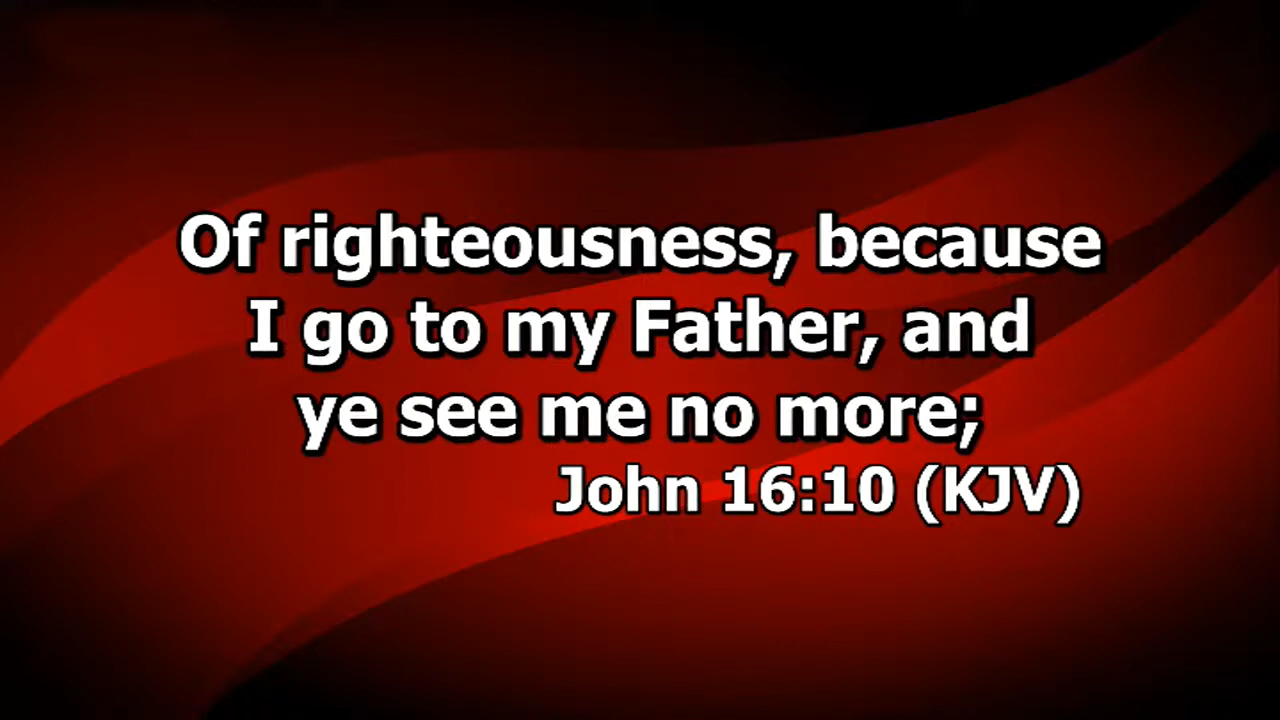 Of righteousness, because
I go to my Father, and
ye see me no more;
John 16:10 (KJV)